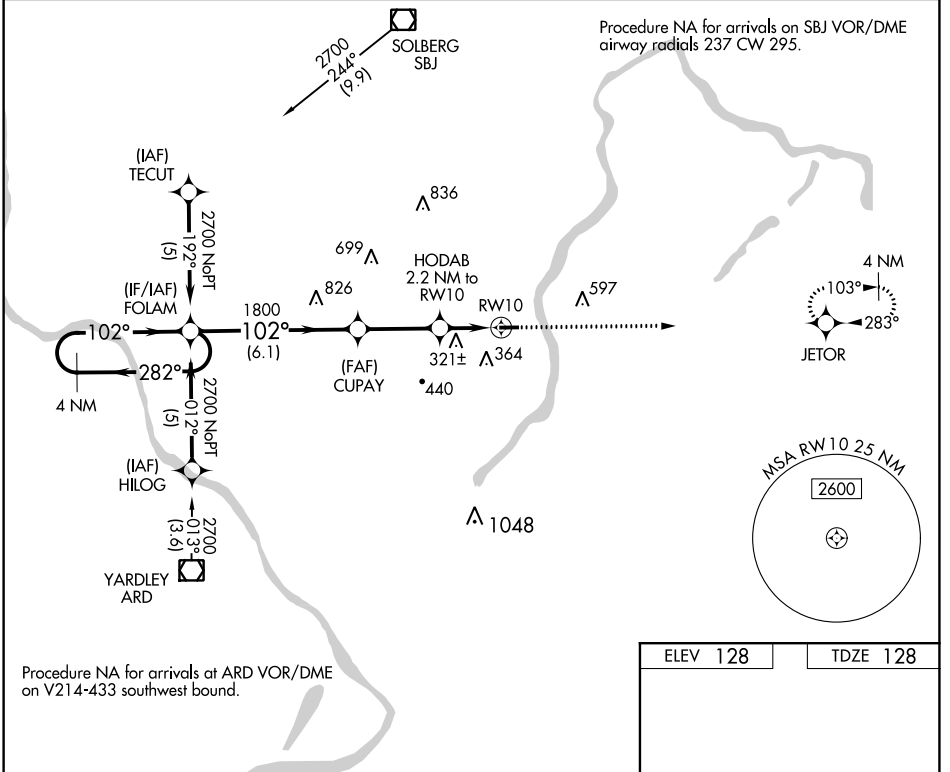 SOLBERG
SBJ
2700
244°
(9.9)
Procedure NA for arrivals on SBJ VOR/DME
airway radials 237 CW 295.
(IAF)
TECUT
2700 NoPT
192°
(5)
836
699
826
HODAB
2.2 NM to
RW10
RW10
597
4 NM
103°
283°
JETOR
(IF/IAF)
FOLAM
102°
282°
4 NM
1800
102°
(6.1)
(FAF)
CUPAY
321±
364
440
2700 NoPT
012°
(5)
(IAF)
HILOG
2700
013°
(3.6)
YARDLEY
ARD
1048
MSA RW10 25 NM
2600
Procedure NA for arrivals at ARD VOR/DME
on V214-433 southwest bound.
ELEV 128
TDZE 128